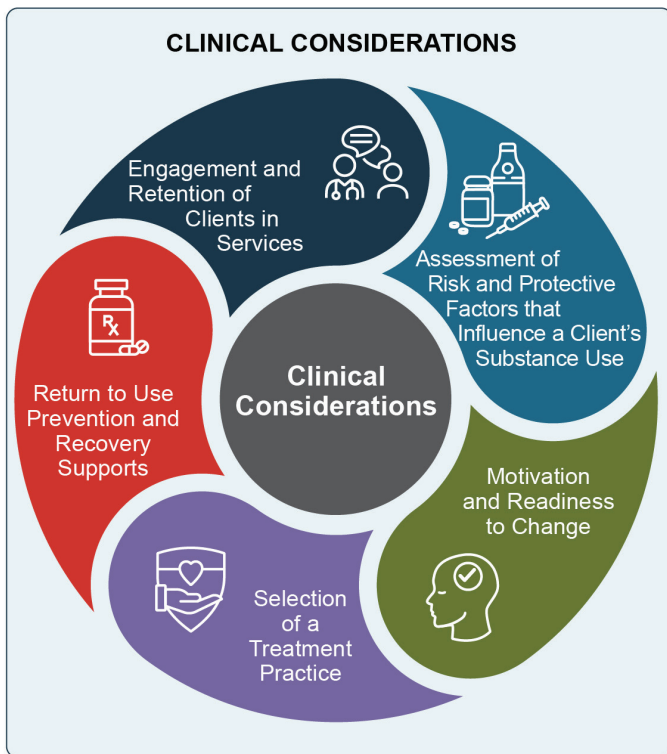 CLINICAL CONSIDERATIONS
Engagement and
Retention of
Clients in
Services
Assessment of
Risk and Protective
Factors that
Influence a Client's
Substance Use
Motivation
and Readiness
to Change
Selection
of a
Treatment
Practice
Return to Use
Prevention and
Recovery
Supports
Rx
Clinical
Considerations